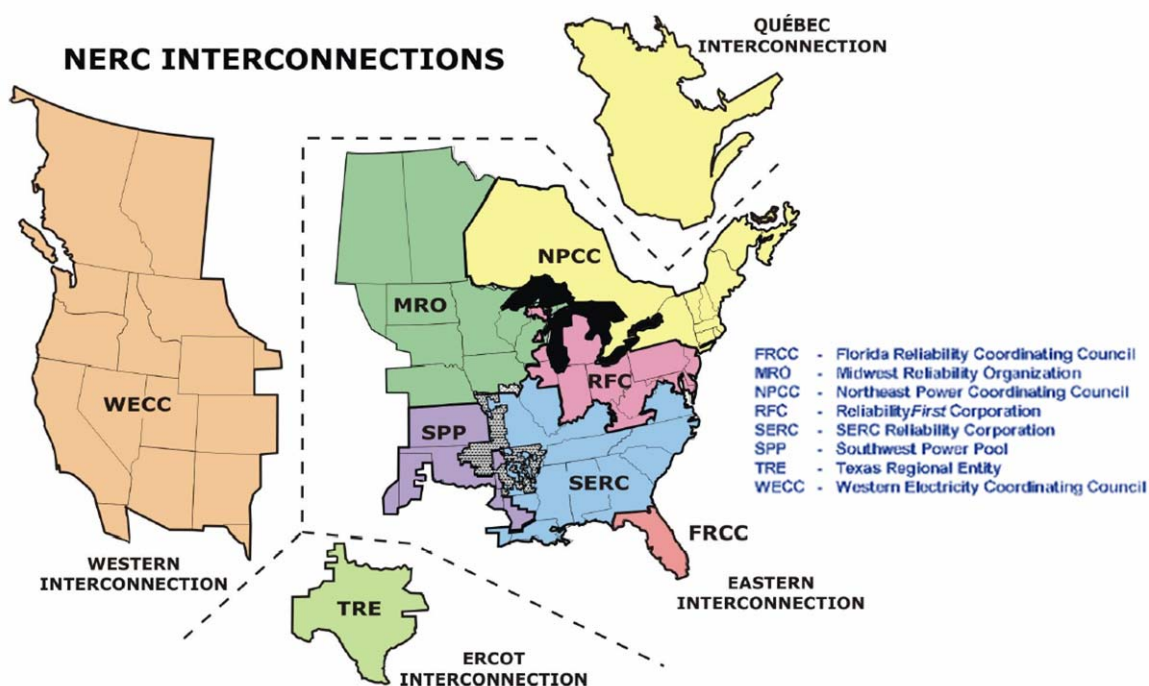 QUÉBEC
INTERCONNECTION
NERC INTERCONNECTIONS
NPCC
MRO
WECC
RFC
SPP
SERC
FRCC
FRCC - Florida Reliability Coordinating Council
MRO - Midwest Reliability Organization
NPCC - Northeast Power Coordinating Council
RFC - ReliabilityFirst Corporation
SERC - SERC Reliability Corporation
SPP - Southwest Power Pool
TRE - Texas Regional Entity
WECC - Western Electricity Coordinating Council
WESTERN
INTERCONNECTION
EASTERN
INTERCONNECTION
TRE
ERCOT
INTERCONNECTION